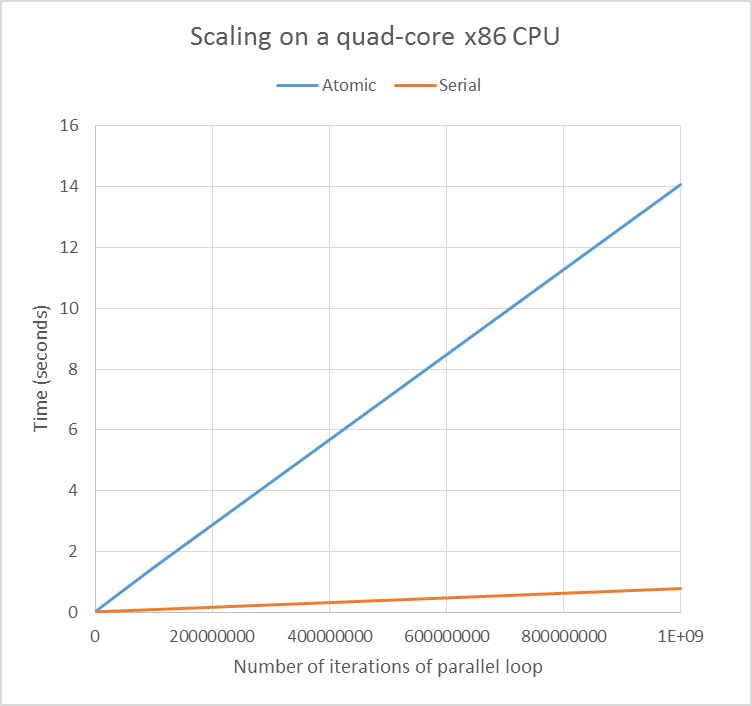 Scaling on a quad-core x86 CPU
Atomic Serial
16
14
12
10
8
6
4
2
0
Time (seconds)
0 200000000 400000000 600000000 800000000 1E+09
Number of iterations of parallel loop